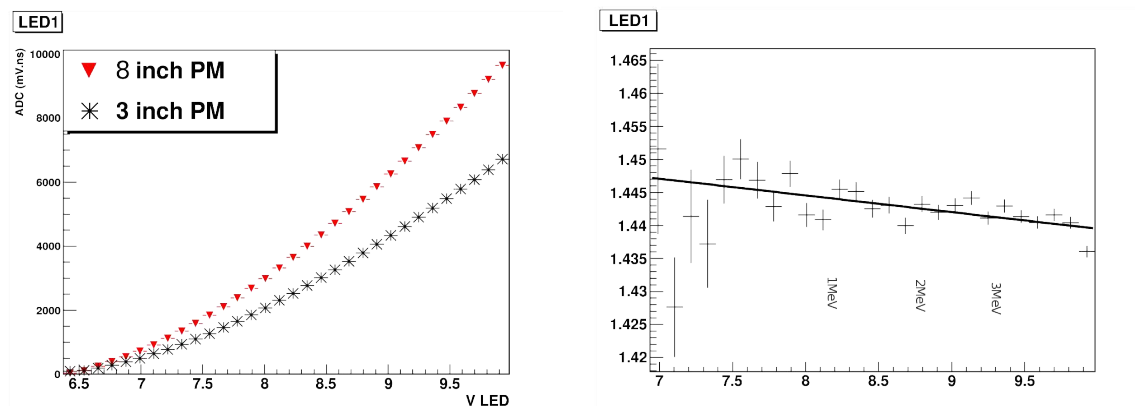 LED1
ADC (mV.ns)
10000
8000
6000
4000
2000
0
8 inch PM
3 inch PM
6.5 7 7.5 8 8.5 9 9.5
V LED
LED1
1.465
1.46
1.455
1.45
1.445
1.44
1.435
1.43
1.425
1.42
1MeV
2MeV
3MeV
7 7.5 8 8.5 9 9.5